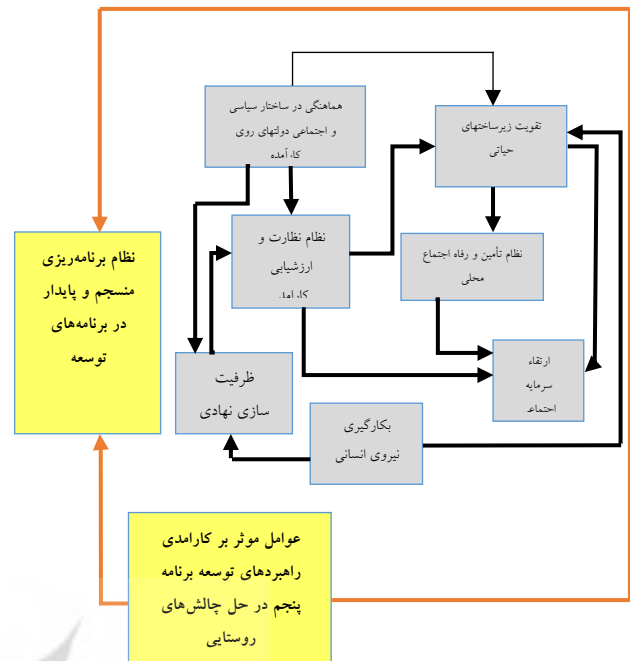 هماهنگی در ساختار سیاسی
و اجتماعی دولتهای روی
کارآمده
تقویت زیرساختهای
حیاتی
نظام نظارت و
ارزشیابی
کارامد
نظام تأمین و رفاه اجتماع
محلی
نظام برنامه‌ریزی
منسجم و پایدار
در برنامه‌های
توسعه
ارتقاء
سرمایه
ظرفیت
سازی نهادی
بکارگیری
نیروی انسانی
عوامل موثر بر کارامدی
راهبردهای توسعه برنامه
پنجم در حل چالش‌های
روستایی